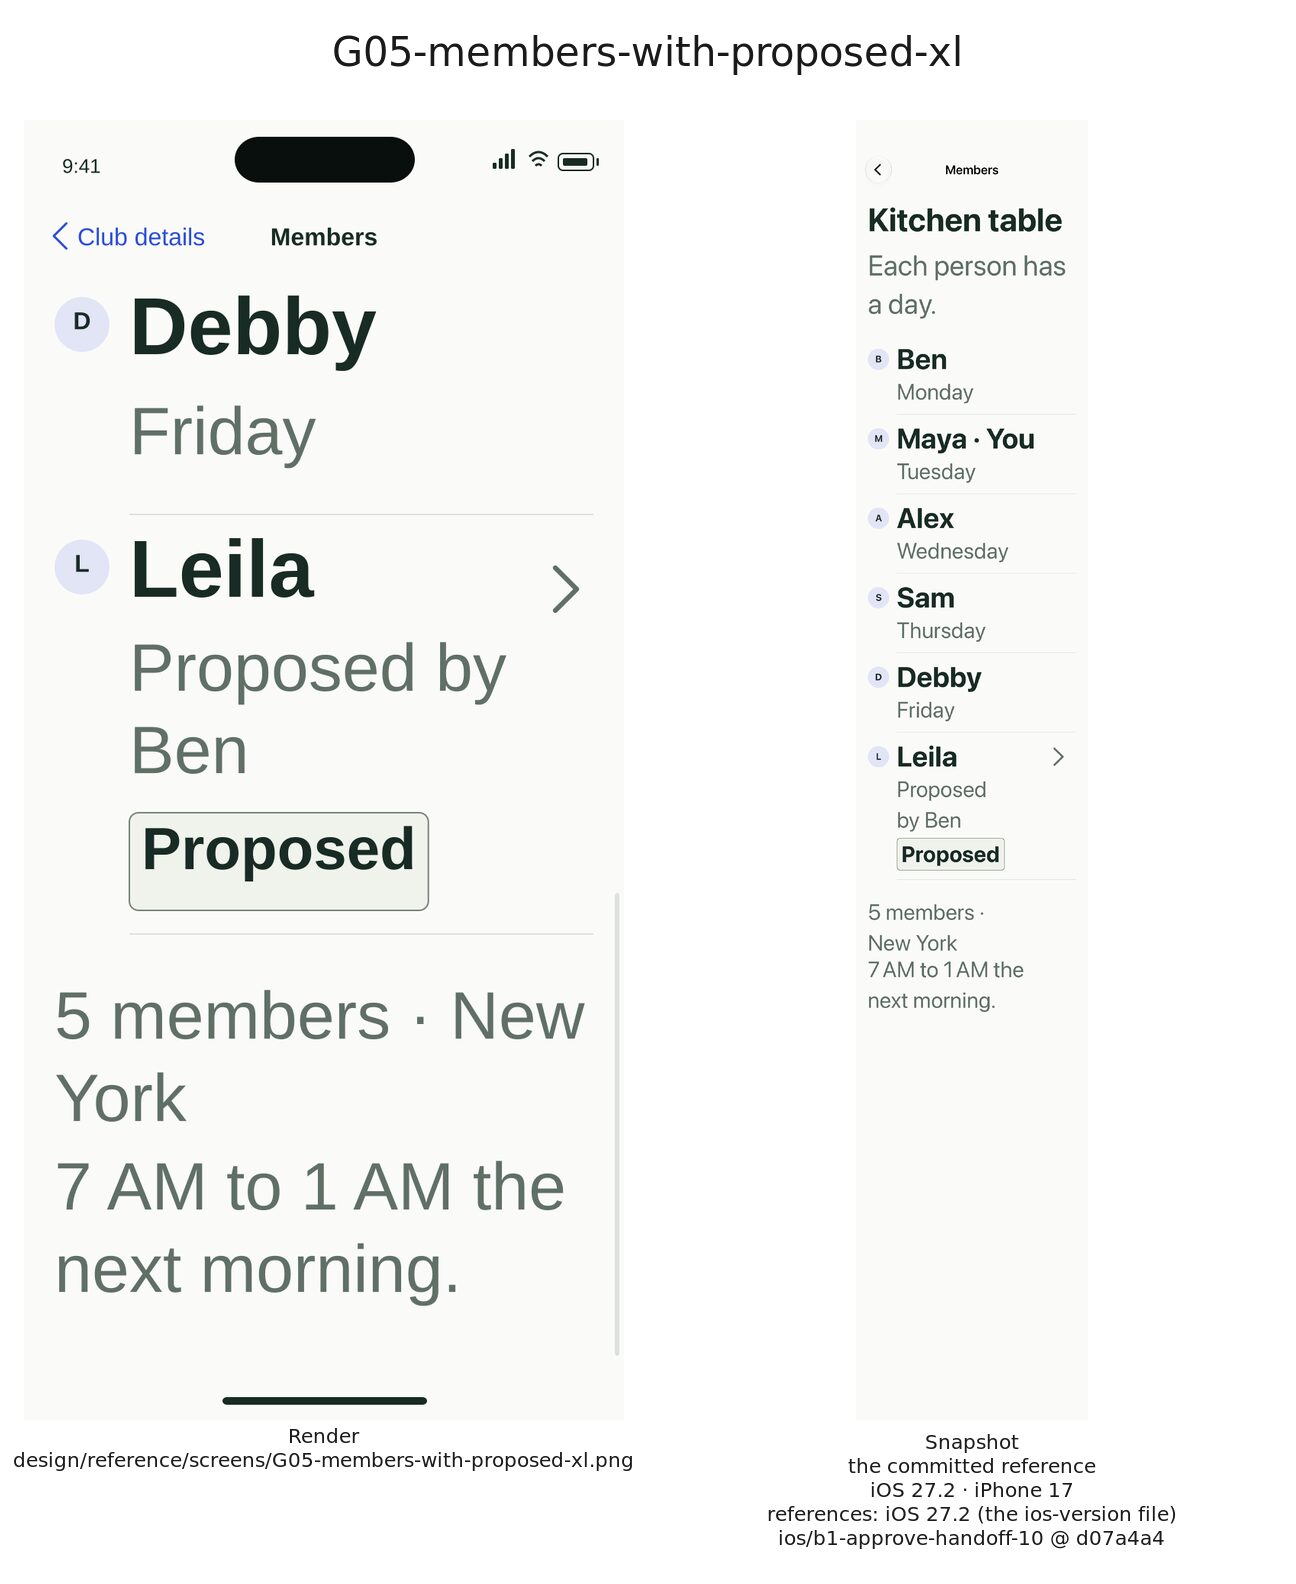 G05-members-with-proposed-xl
9:41
Club details
Members
D
Debby
Friday
L
Leila
Proposed by
Ben
Proposed
5 members · New
York
7 AM to 1 AM the
next morning.
Render
design/reference/screens/G05-members-with-proposed-xl.png
Members
Kitchen table
Each person has
a day.
B
Ben
Monday
M
Maya · You
Tuesday
A
Alex
Wednesday
S
Sam
Thursday
D
Debby
Friday
L
Leila
Proposed
by Ben
Proposed
5 members ·
New York
7 AM to 1 AM the
next morning.
Snapshot
the committed reference
iOS 27.2 · iPhone 17
references: iOS 27.2 (the ios-version file)
ios/b1-approve-handoff-10 @ d07a4a4